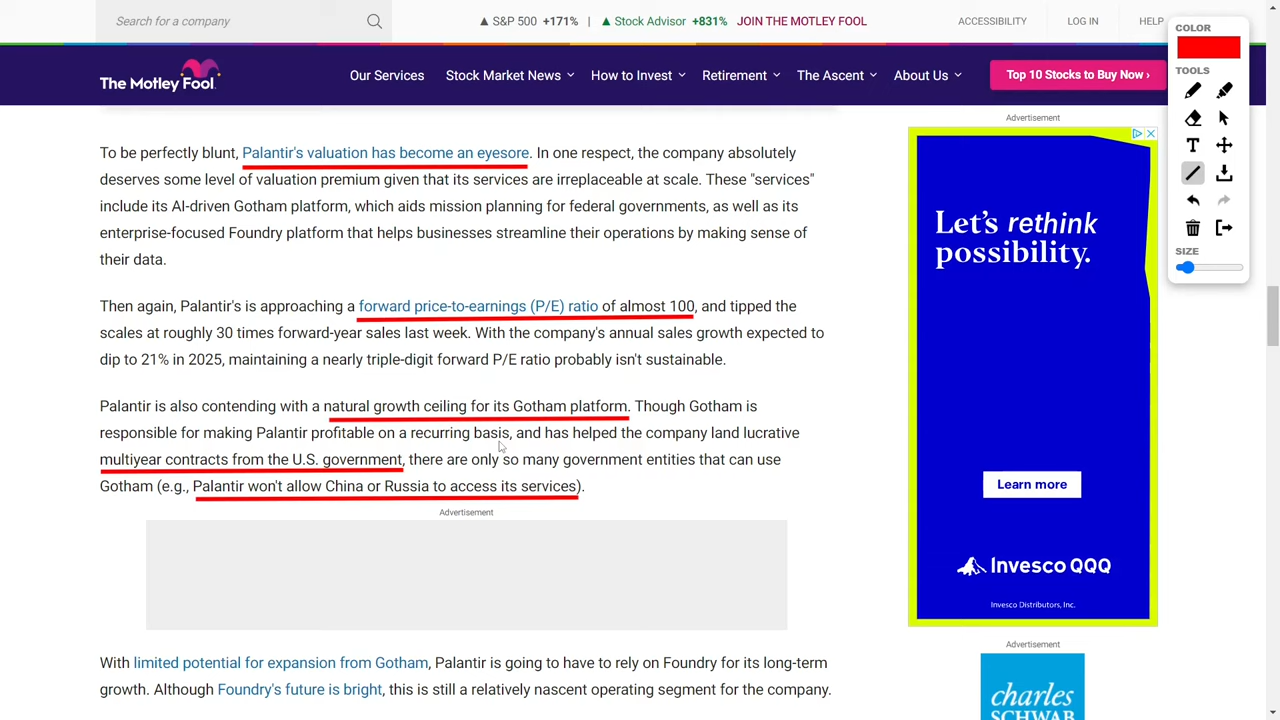 Search for a company
▲ S&P 500 +171% | ▲ Stock Advisor +831% JOIN THE MOTLEY FOOL
ACCESSIBILITY LOG IN HELP
The Motley Fool
Our Services Stock Market News How to Invest Retirement The Ascent About Us Top 10 Stocks to Buy Now ›
COLOR
TOOLS
T
SIZE
To be perfectly blunt, Palantir's valuation has become an eyesore. In one respect, the company absolutely
deserves some level of valuation premium given that its services are irreplaceable at scale. These "services"
include its AI-driven Gotham platform, which aids mission planning for federal governments, as well as its
enterprise-focused Foundry platform that helps businesses streamline their operations by making sense of
their data.
Then again, Palantir's is approaching a forward price-to-earnings (P/E) ratio of almost 100, and tipped the
scales at roughly 30 times forward-year sales last week. With the company's annual sales growth expected to
dip to 21% in 2025, maintaining a nearly triple-digit forward P/E ratio probably isn't sustainable.
Palantir is also contending with a natural growth ceiling for its Gotham platform. Though Gotham is
responsible for making Palantir profitable on a recurring basis, and has helped the company land lucrative
multiyear contracts from the U.S. government, there are only so many government entities that can use
Gotham (e.g., Palantir won't allow China or Russia to access its services).
Advertisement
With limited potential for expansion from Gotham, Palantir is going to have to rely on Foundry for its long-term
growth. Although Foundry's future is bright, this is still a relatively nascent operating segment for the company.
Advertisement
Let's rethink
possibility.
Learn more
Invesco QQQ
Invesco Distributors, Inc.
Advertisement
charles
SCHWAB